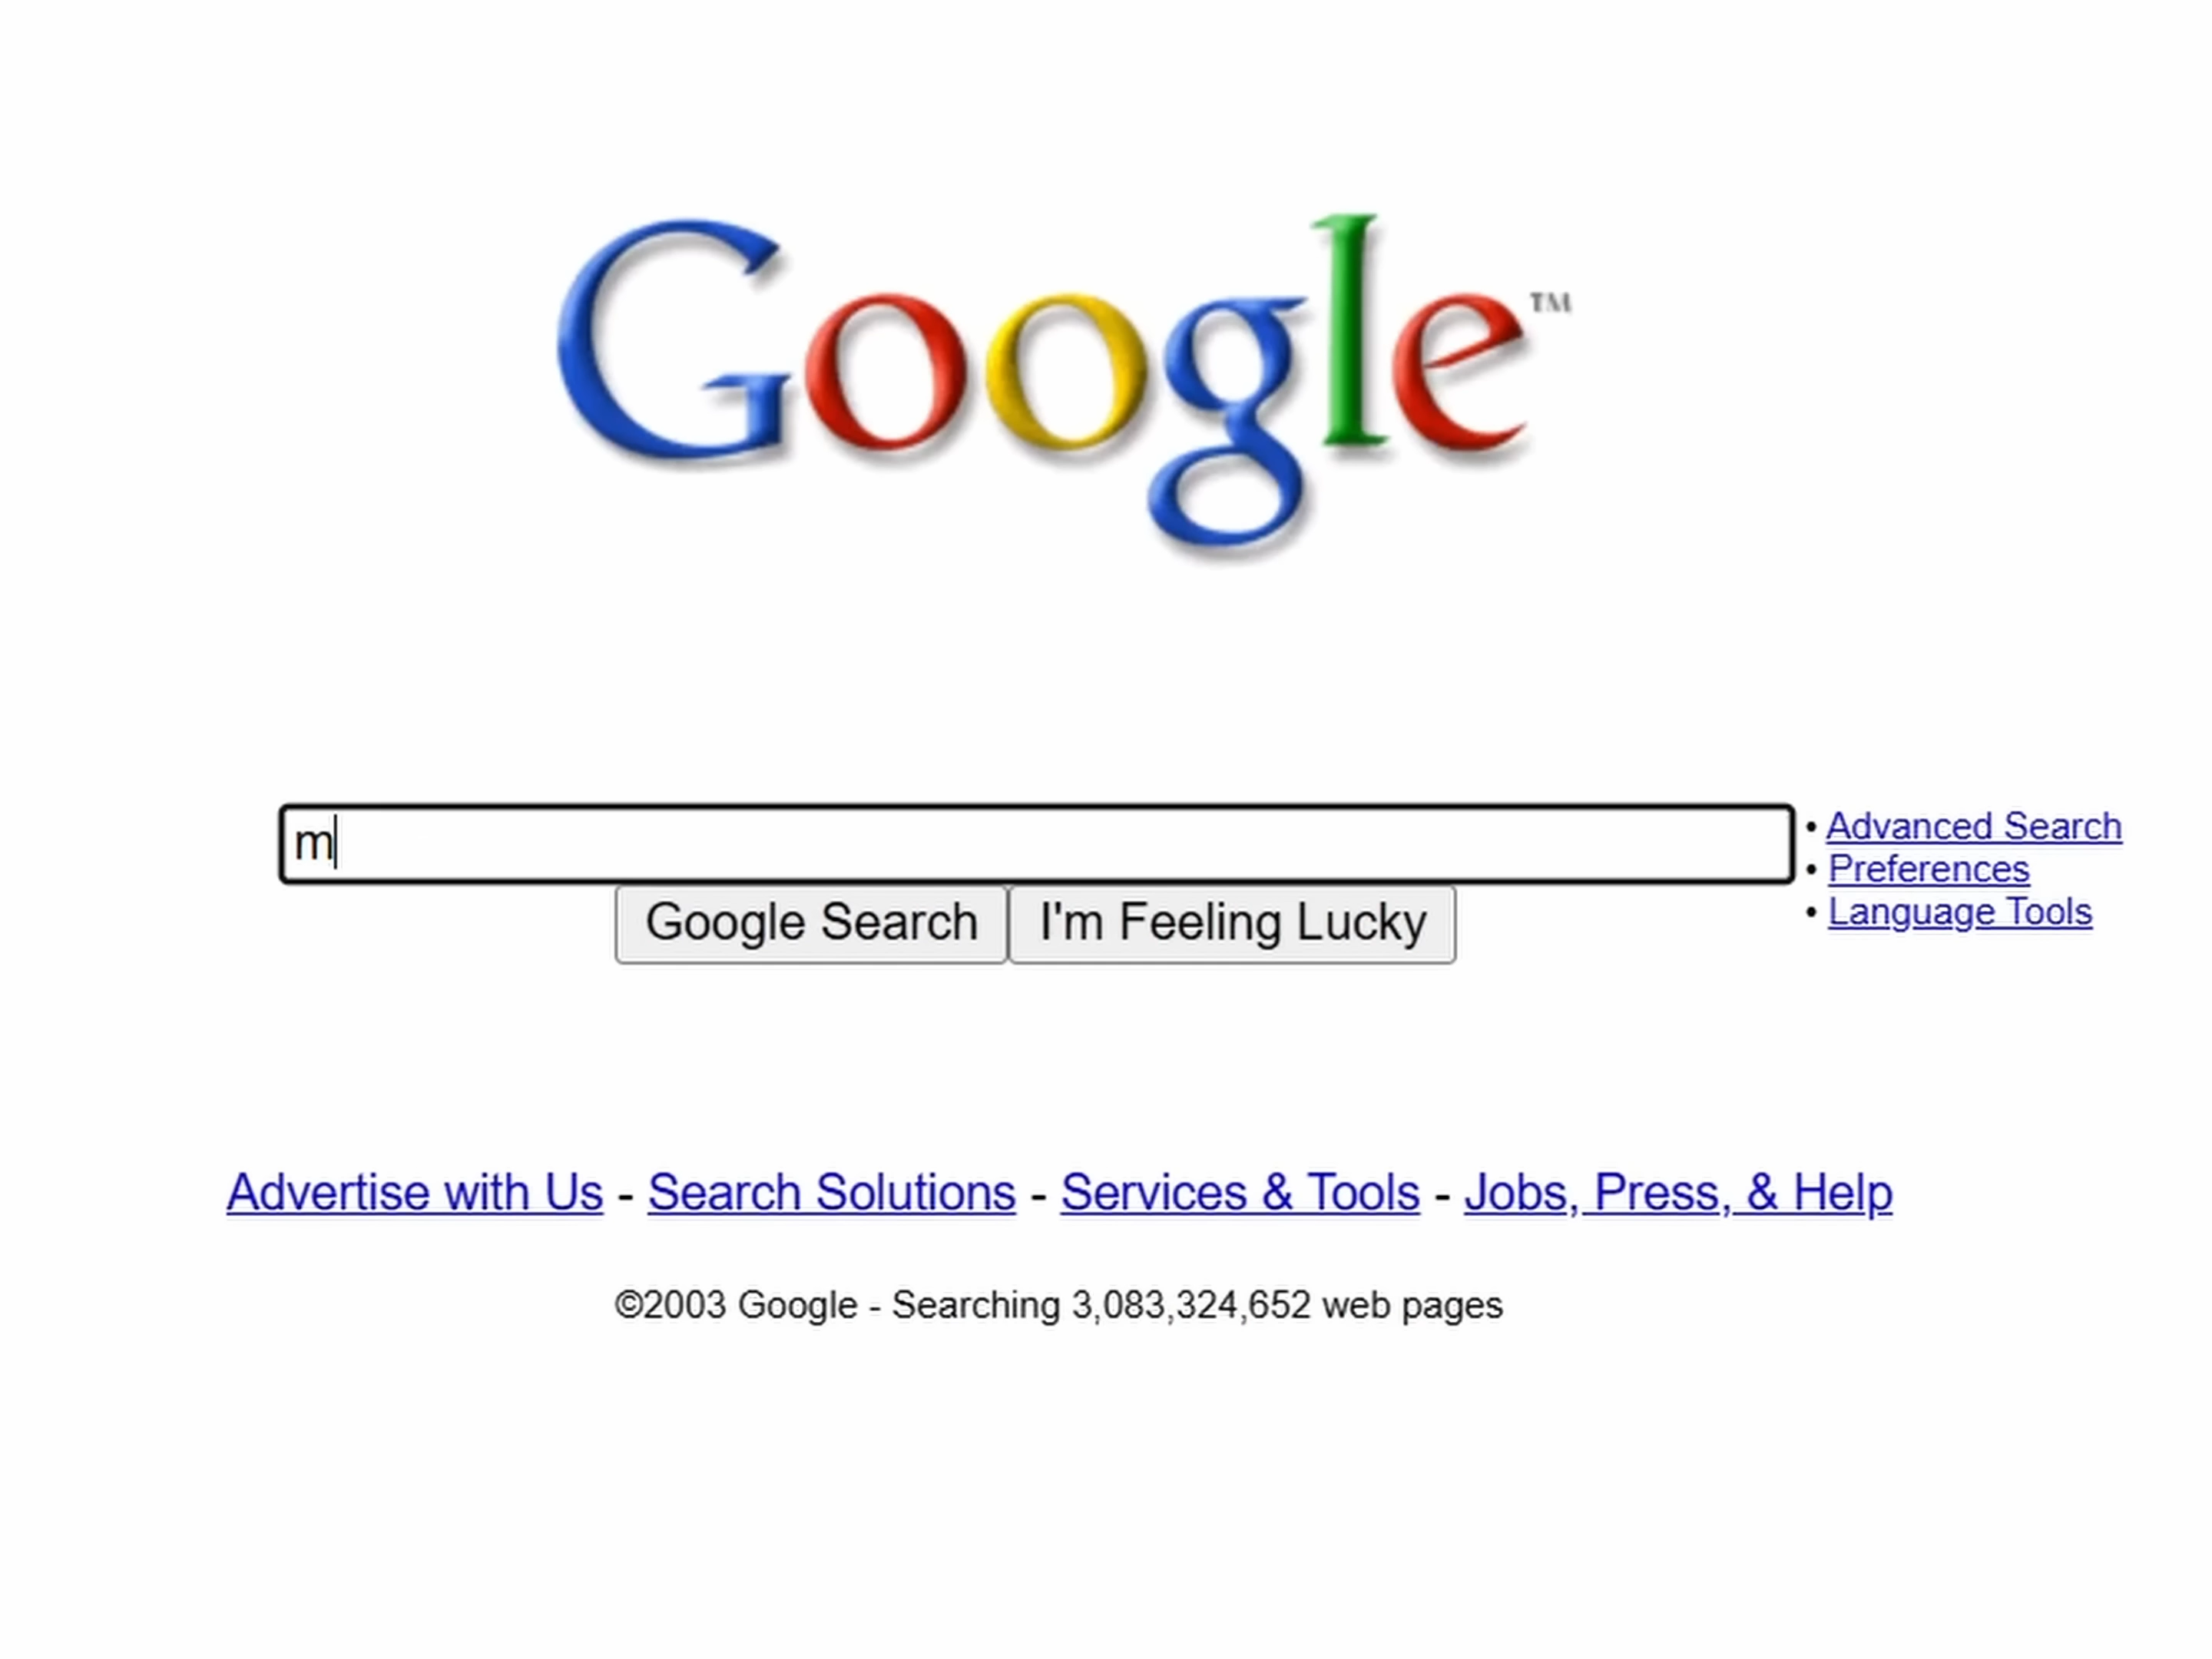 Google™
m
• Advanced Search
• Preferences
• Language Tools
Google Search I'm Feeling Lucky
Advertise with Us - Search Solutions - Services & Tools - Jobs, Press, & Help
©2003 Google - Searching 3,083,324,652 web pages